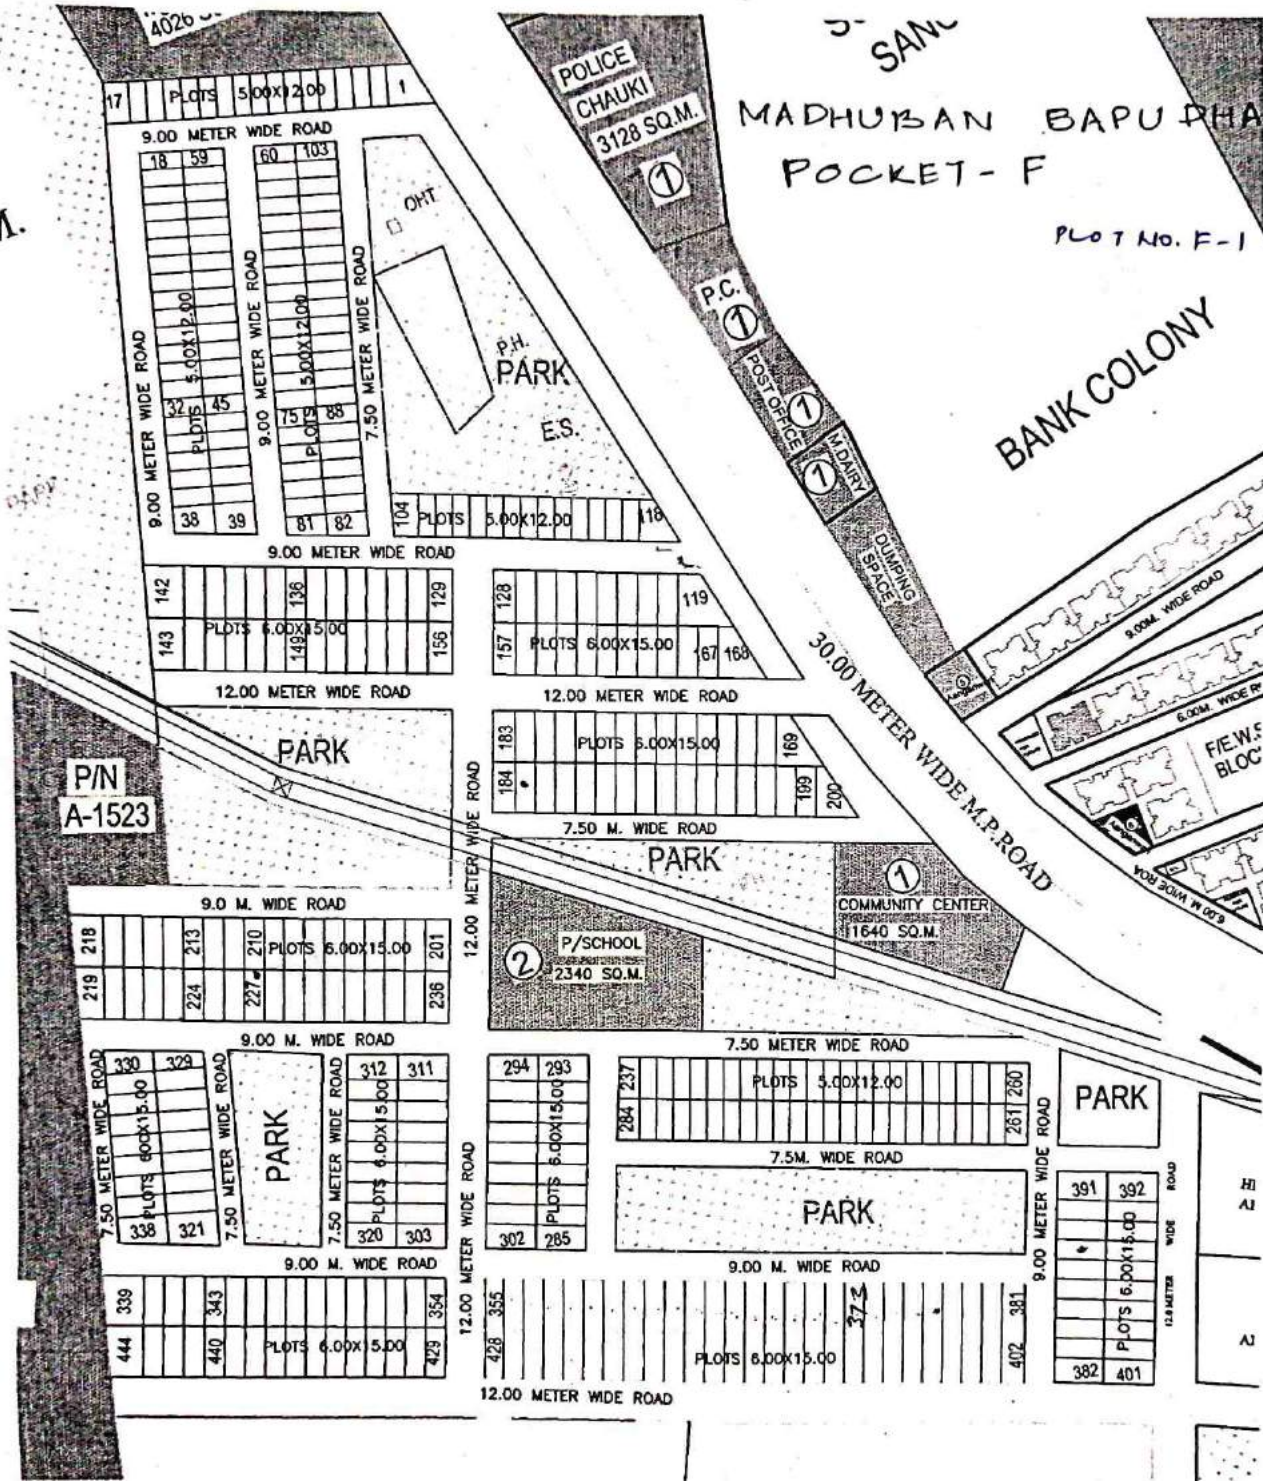 SANC
MADHUBAN BAPU DHA
POCKET - F
PLOT NO. F-1
BANK COLONY
POLICE
CHAUKI
3128 SQ.M.
1
P.C.
1
POST OFFICE
1
M.DAIRY
1
DUMPING
SPACE
30.00 METER WIDE M.P.ROAD
9.00M. WIDE ROAD
6.00M. WIDE R
F/E.W.S
BLOC
6.00 M. WIDE ROA
17 PLOTS 5.00X12.00 1
9.00 METER WIDE ROAD
18 59
60 103
PLOTS 5.00X12.00
PLOTS 5.00X12.00
32 45
75 88
38 39
81 82
9.00 METER WIDE ROAD
9.00 METER WIDE ROAD
7.50 METER WIDE ROAD
OHT
P.H.
PARK
E.S.
104 PLOTS 5.00X12.00 118
9.00 METER WIDE ROAD
142 136 129
143 149 156
PLOTS 6.00X15.00
128 119
157 PLOTS 6.00X15.00 167 168
12.00 METER WIDE ROAD
12.00 METER WIDE ROAD
PARK
P/N
A-1523
183 PLOTS 6.00X15.00 169
184 199 200
7.50 M. WIDE ROAD
12.00 METER WIDE ROAD
PARK
1
COMMUNITY CENTER
1640 SQ.M.
2
P/SCHOOL
2340 SQ.M.
9.0 M. WIDE ROAD
218 213 210 PLOTS 6.00X15.00 201
219 224 227 236
9.00 M. WIDE ROAD
7.50 METER WIDE ROAD
330 329
PLOTS 6.00X15.00
338 321
7.50 METER WIDE ROAD
7.50 METER WIDE ROAD
PARK
7.50 METER WIDE ROAD
312 311
PLOTS 6.00X15.00
320 303
12.00 METER WIDE ROAD
294 293
PLOTS 6.00X15.00
302 285
237 PLOTS 5.00X12.00 260
284 261
7.5M. WIDE ROAD
PARK
9.00 METER WIDE ROAD
PARK
391 392
PLOTS 6.00X15.00
382 401
12.0 METER WIDE ROAD
9.00 M. WIDE ROAD
9.00 M. WIDE ROAD
339 343 354
444 440 PLOTS 6.00X15.00 429
355 373 381
428 PLOTS 6.00X15.00 402
12.00 METER WIDE ROAD